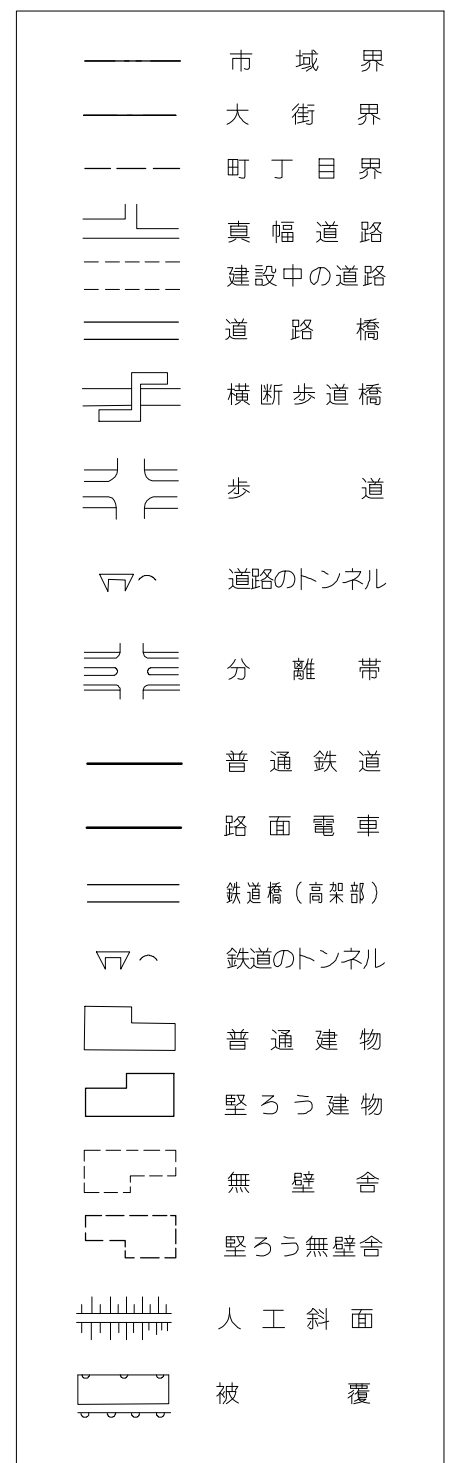 市域界
大街界
町丁目界
真幅道路
建設中の道路
道路橋
横断歩道橋
歩道
道路のトンネル
分離帯
普通鉄道
路面電車
鉄道橋(高架部)
鉄道のトンネル
普通建物
堅ろう建物
無壁舎
堅ろう無壁舎
人工斜面
被覆